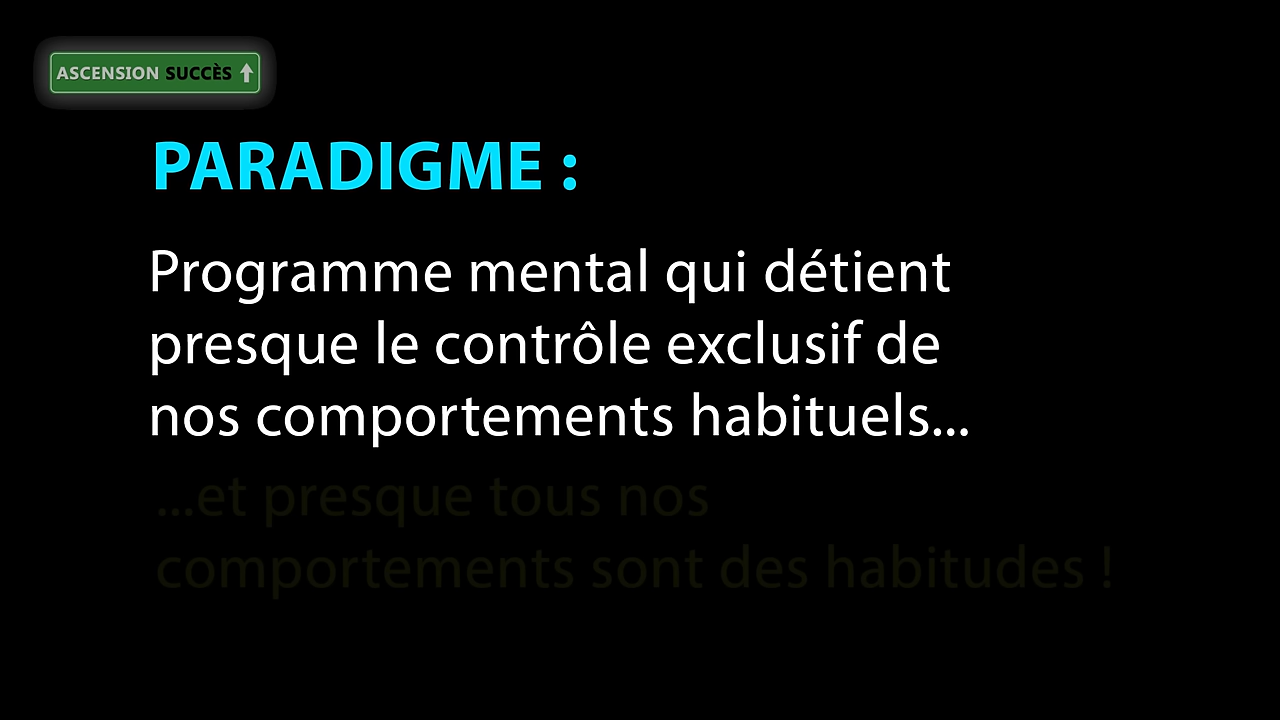 ASCENSION SUCCÈS
PARADIGME :
Programme mental qui détient
presque le contrôle exclusif de
nos comportements habituels...
...et presque tous nos
comportements sont des habitudes !